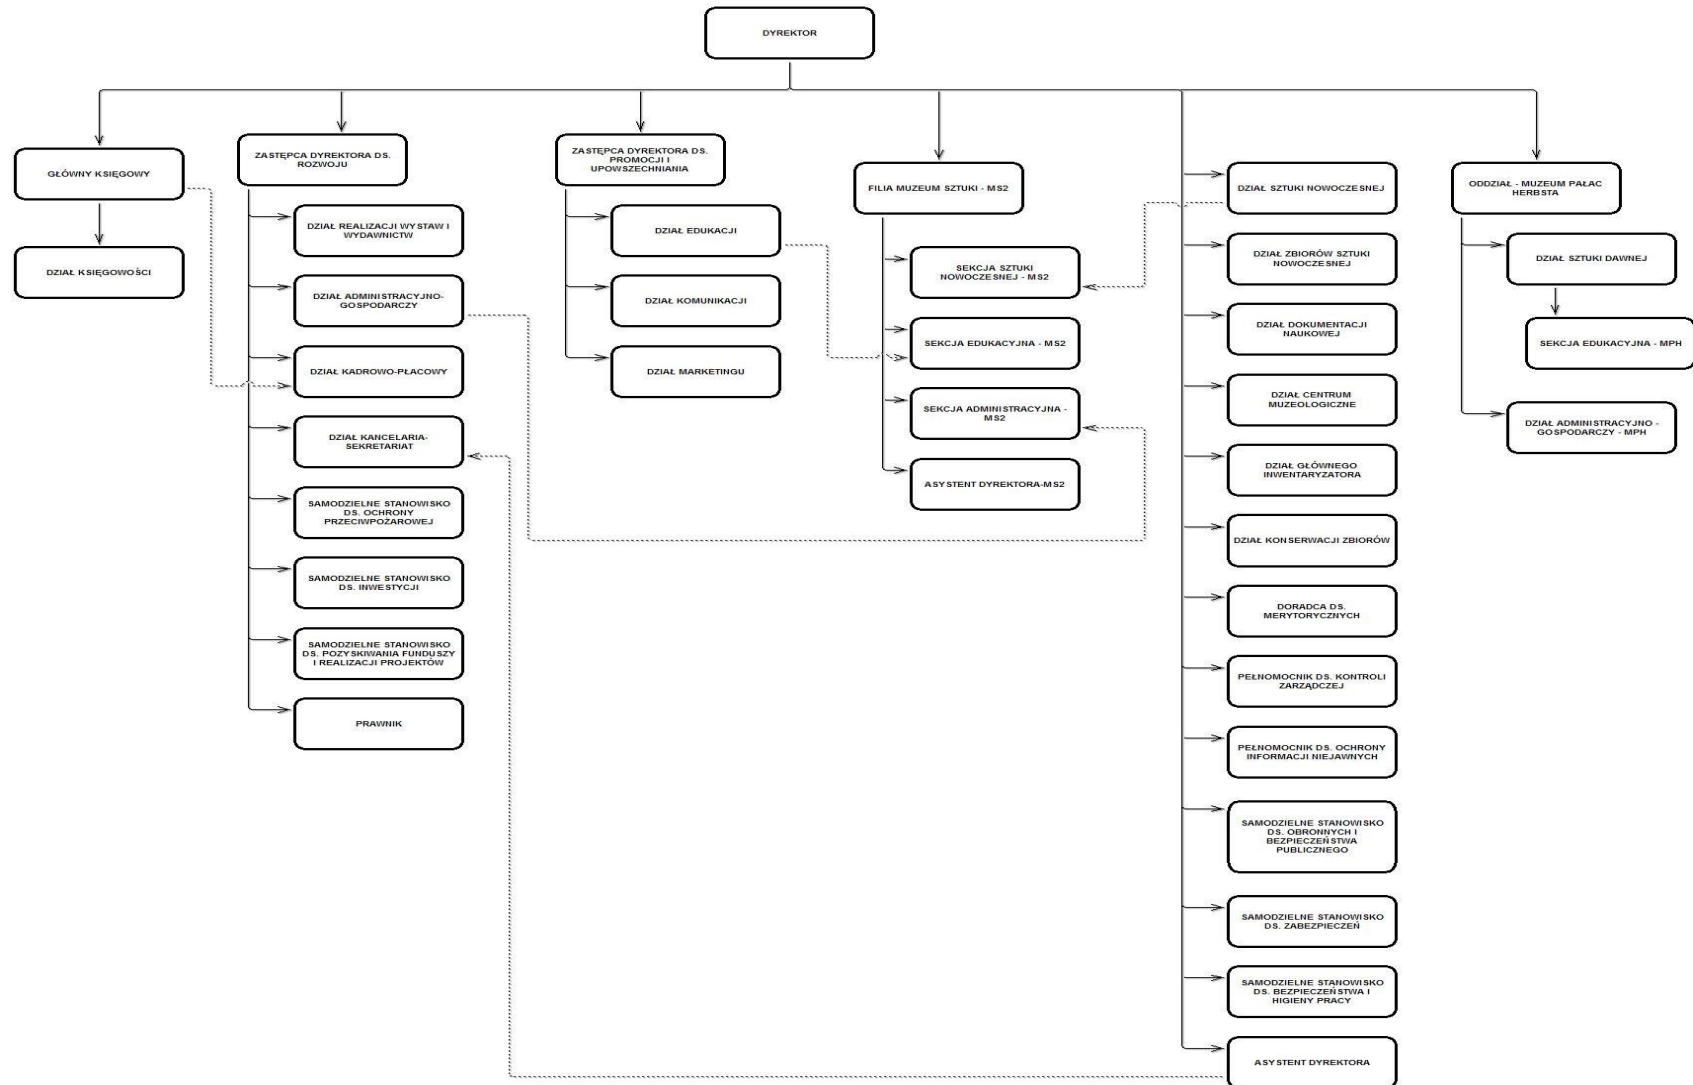 DYREKTOR
GŁÓWNY KSIĘGOWY
DZIAŁ KSIĘGOWOŚCI
ZASTĘPCA DYREKTORA DS.
ROZWOJU
DZIAŁ REALIZACJI WYSTAW I
WYDAWNICTW
DZIAŁ ADMINISTRACYJNO-
GOSPODARCZY
DZIAŁ KADROWO-PŁACOWY
DZIAŁ KANCELARIA-
SEKRETARIAT
SAMODZIELNE STANOWISKO
DS. OCHRONY
PRZECIWPOŻAROWEJ
SAMODZIELNE STANOWISKO
DS. INWESTYCJI
SAMODZIELNE STANOWISKO
DS. POZYSKIWANIA FUNDUSZY
I REALIZACJI PROJEKTÓW
PRAWNIK
ZASTĘPCA DYREKTORA DS.
PROMOCJI I
UPOWSZECHNIANIA
DZIAŁ EDUKACJI
DZIAŁ KOMUNIKACJI
DZIAŁ MARKETINGU
FILIA MUZEUM SZTUKI - MS2
SEKCJA SZTUKI
NOWOCZESNEJ - MS2
SEKCJA EDUKACYJNA - MS2
SEKCJA ADMINISTRACYJNA -
MS2
ASYSTENT DYREKTORA-MS2
DZIAŁ SZTUKI NOWOCZESNEJ
DZIAŁ ZBIORÓW SZTUKI
NOWOCZESNEJ
DZIAŁ DOKUMENTACJI
NAUKOWEJ
DZIAŁ CENTRUM
MUZEOLOGICZNE
DZIAŁ GŁÓWNEGO
INWENTARYZATORA
DZIAŁ KONSERWACJI ZBIORÓW
DORADCA DS.
MERYTORYCZNYCH
PEŁNOMOCNIK DS. KONTROLI
ZARZĄDCZEJ
PEŁNOMOCNIK DS. OCHRONY
INFORMACJI NIEJAWNYCH
SAMODZIELNE STANOWISKO
DS. OBRONNYCH I
BEZPIECZEŃSTWA
PUBLICZNEGO
SAMODZIELNE STANOWISKO
DS. ZABEZPIECZEŃ
SAMODZIELNE STANOWISKO
DS. BEZPIECZEŃSTWA I
HIGIENY PRACY
ASYSTENT DYREKTORA
ODDZIAŁ - MUZEUM PAŁAC
HERBSTA
DZIAŁ SZTUKI DAWNEJ
SEKCJA EDUKACYJNA - MPH
DZIAŁ ADMINISTRACYJNO -
GOSPODARCZY - MPH